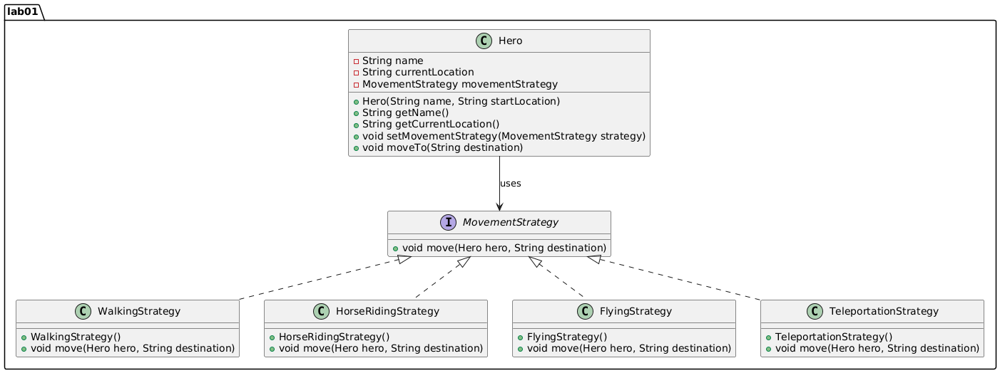 lab01
C Hero
String name
String currentLocation
MovementStrategy movementStrategy
Hero(String name, String startLocation)
String getName()
String getCurrentLocation()
void setMovementStrategy(MovementStrategy strategy)
void moveTo(String destination)
uses
I MovementStrategy
void move(Hero hero, String destination)
C WalkingStrategy
WalkingStrategy()
void move(Hero hero, String destination)
C HorseRidingStrategy
HorseRidingStrategy()
void move(Hero hero, String destination)
C FlyingStrategy
FlyingStrategy()
void move(Hero hero, String destination)
C TeleportationStrategy
TeleportationStrategy()
void move(Hero hero, String destination)